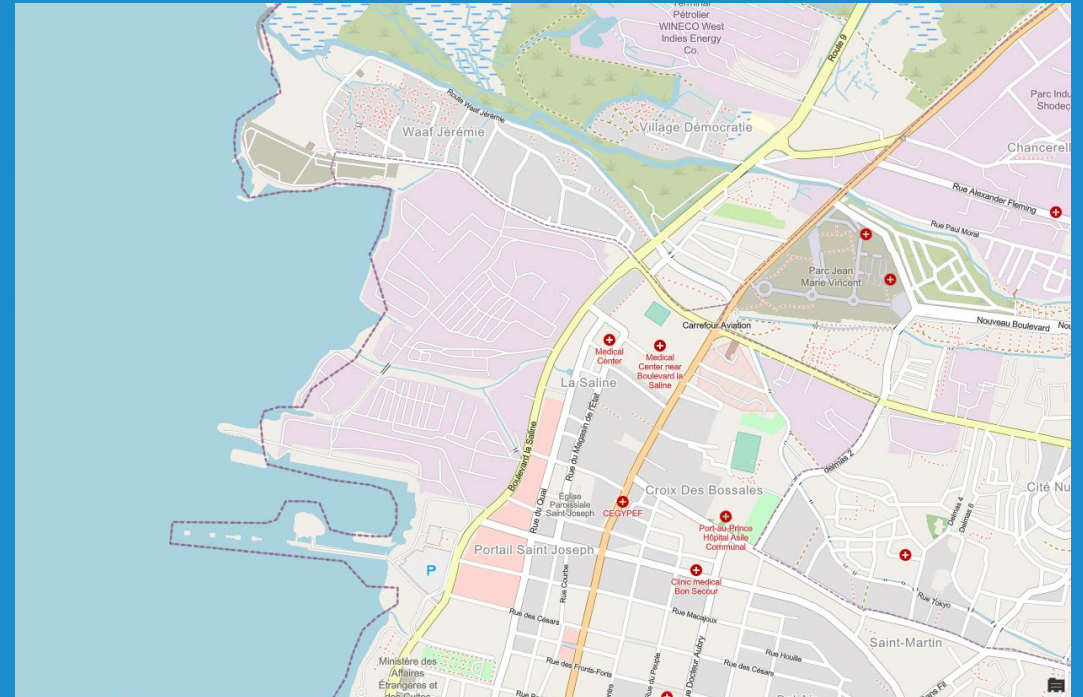 Terminal
Pétrolier
WINECO West
Indies Energy
Co.
Route 9
Parc Indu
Shodec
Chancerell
Route Waaf Jérémie
Waaf Jérémie
Village Démocratie
Rue Alexander Fleming
Rue Paul Moral
Parc Jean
Marie Vincent
Nouveau Boulevard
Nou
Carrefour Aviation
Medical
Center
Medical
Center near
Boulevard la
Saline
La Saline
Rue du Magasin de l'État
Boulevard la Saline
delmas 2
Rue du Quai
Église
Paroissiale
Saint-Joseph
CEGYPEF
Croix Des Bossales
Cité Nu
Delmas 4
Delmas 6
Port-au-Prince
Hôpital Asile
Communal
Portail Saint Joseph
P
Rue Courbe
Clinic medical
Bon Secour
Rue Tokyo
Rue des Césars
Rue Macajoux
Saint-Martin
Rue Houille
Ministère des
Affaires
Étrangères et
des Cultes
Rue des Fronts-Forts
Rue du Peuple
Rue Docteur Aubry
Rue des Césars